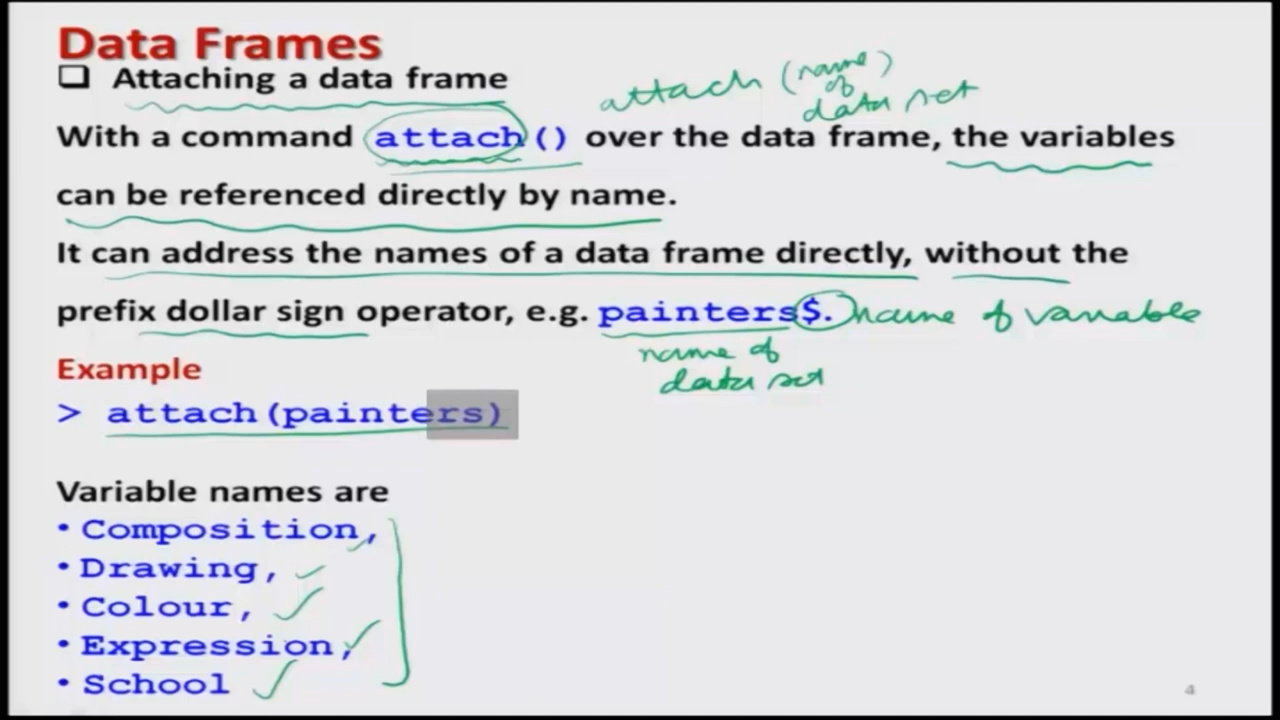 Data Frames
❑ Attaching a data frame
attach (name of data set
With a command attach() over the data frame, the variables
can be referenced directly by name.
It can address the names of a data frame directly, without the
prefix dollar sign operator, e.g. painters$. name of variable
name of
data set
Example
> attach(painters)
Variable names are
• Composition,
• Drawing,
• Colour,
• Expression,
• School
4